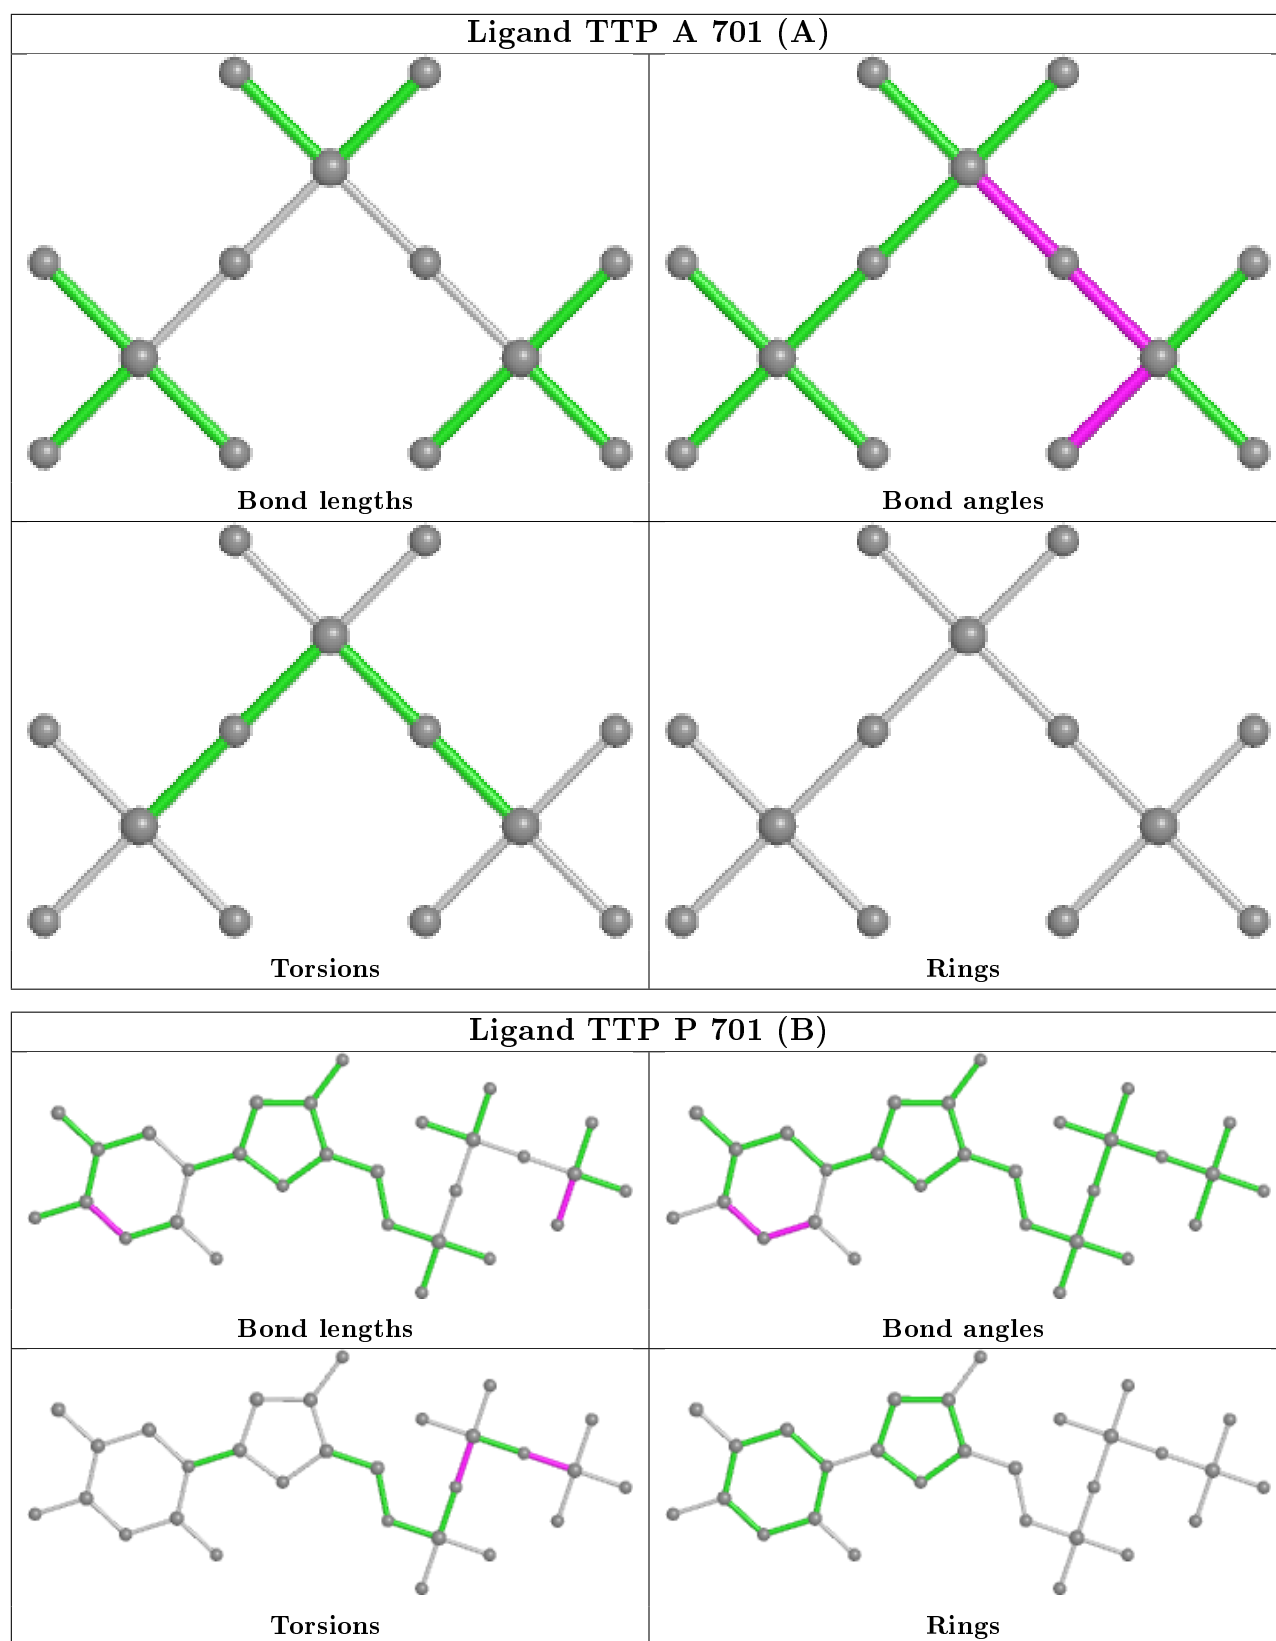 Ligand TTP A 701 (A)
Bond lengths
Bond angles
Torsions
Rings
Ligand TTP P 701 (B)
Bond lengths
Bond angles
Torsions
Rings